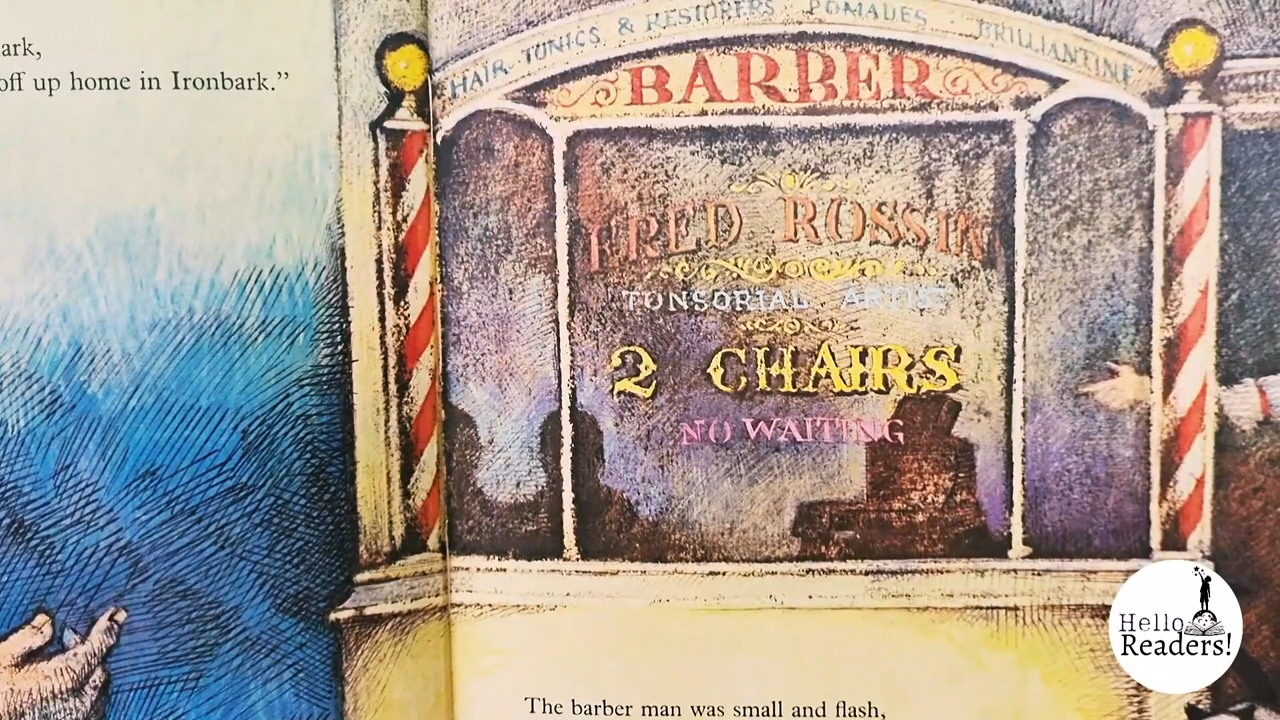 ark,
off up home in Ironbark.”
HAIR TONICS & RESTORERS POMADES BRILLIANTINE
BARBER
FRED ROSSIN
TONSORIAL ARTIST
2 CHAIRS
NO WAITING
The barber man was small and flash,
Hello
Readers!